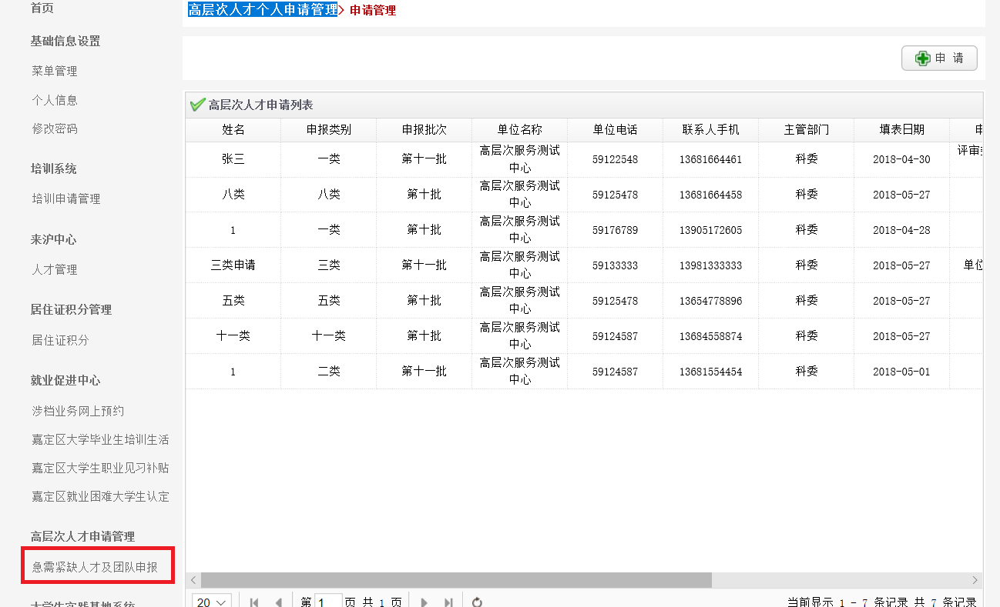 首页
基础信息设置
菜单管理
个人信息
修改密码
培训系统
培训申请管理
来沪中心
人才管理
居住证积分管理
居住证积分
就业促进中心
涉档业务网上预约
嘉定区大学毕业生培训生活
嘉定区大学生职业见习补贴
嘉定区就业困难大学生认定
高层次人才申请管理
急需紧缺人才及团队申报
大学生实践基地系统
高层次人才个人申请管理> 申请管理
申 请
高层次人才申请列表
姓名 申报类别 申报批次 单位名称 单位电话 联系人手机 主管部门 填表日期 申
张三 一类 第十一批 高层次服务测试中心 59122548 13681664461 科委 2018-04-30 评审
八类 八类 第十批 高层次服务测试中心 59125478 13681664458 科委 2018-05-27
1 一类 第十批 高层次服务测试中心 59176789 13905172605 科委 2018-04-28
三类申请 三类 第十一批 高层次服务测试中心 59133333 13981333333 科委 2018-05-27 单位
五类 五类 第十批 高层次服务测试中心 59125478 13654778896 科委 2018-05-27
十一类 十一类 第十批 高层次服务测试中心 59124587 13684558874 科委 2018-05-27
1 二类 第十一批 高层次服务测试中心 59124587 13681554454 科委 2018-05-01
20 第 1 页 共 1 页 当前显示 1 - 7 条记录 共 7 条记录